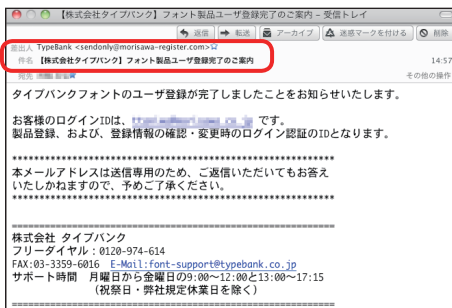 【株式会社タイプバンク】フォント製品ユーザ登録完了のご案内 – 受信トレイ
返信 転送 アーカイブ 迷惑マークを付ける 削除
差出人 TypeBank <sendonly@morisawa-register.com>
件名 【株式会社タイプバンク】フォント製品ユーザ登録完了のご案内 14:57
宛先 その他の操作
タイプバンクフォントのユーザ登録が完了しましたことをお知らせいたします。
お客様のログインIDは、 です。
製品登録、および、登録情報の確認・変更時のログイン認証のIDとなります。
********************************************************
本メールアドレスは送信専用のため、ご返信いただいてもお答え
いたしかねますので、予めご了承ください。
********************************************************
========================================================
株式会社 タイプバンク
フリーダイヤル：0120-974-614
FAX:03-3359-6016 E-Mail:font-support@typebank.co.jp
サポート時間 月曜日から金曜日の9:00〜12:00と13:00〜17:15
（祝祭日・弊社規定休業日を除く）
========================================================